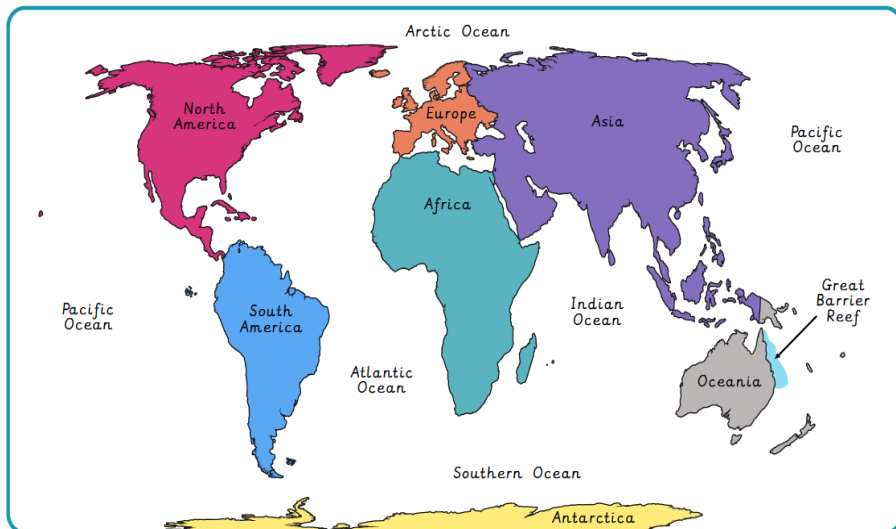 Arctic Ocean
North
America
Europe
Asia
Pacific
Ocean
Africa
Pacific
Ocean
South
America
Atlantic
Ocean
Indian
Ocean
Great
Barrier
Reef
Oceania
Southern Ocean
Antarctica